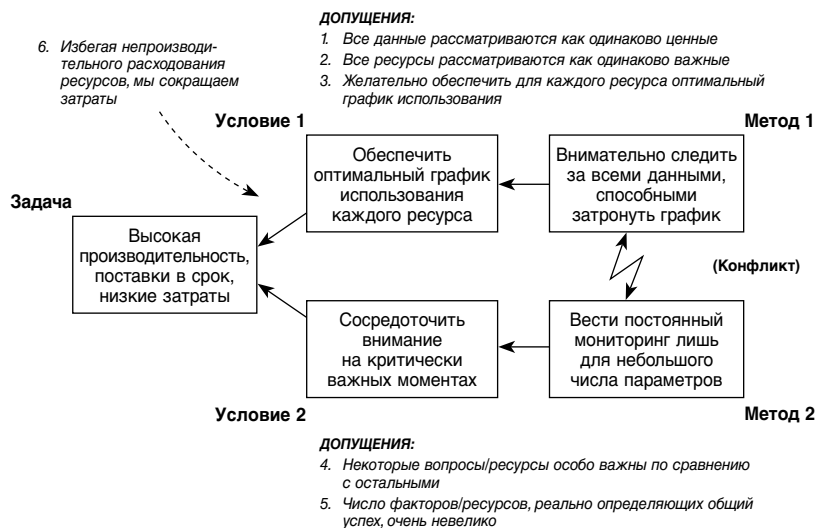 ДОПУЩЕНИЯ:
1. Все данные рассматриваются как одинаково ценные
2. Все ресурсы рассматриваются как одинаково важные
3. Желательно обеспечить для каждого ресурса оптимальный
график использования
6. Избегая непроизводи-
тельного расходования
ресурсов, мы сокращаем
затраты
Условие 1
Метод 1
Обеспечить
оптимальный график
использования
каждого ресурса
Внимательно следить
за всеми данными,
способными
затронуть график
Задача
Высокая
производительность,
поставки в срок,
низкие затраты
(Конфликт)
Сосредоточить
внимание
на критически
важных моментах
Вести постоянный
мониторинг лишь
для небольшого
числа параметров
Условие 2
Метод 2
ДОПУЩЕНИЯ:
4. Некоторые вопросы/ресурсы особо важны по сравнению
с остальными
5. Число факторов/ресурсов, реально определяющих общий
успех, очень невелико